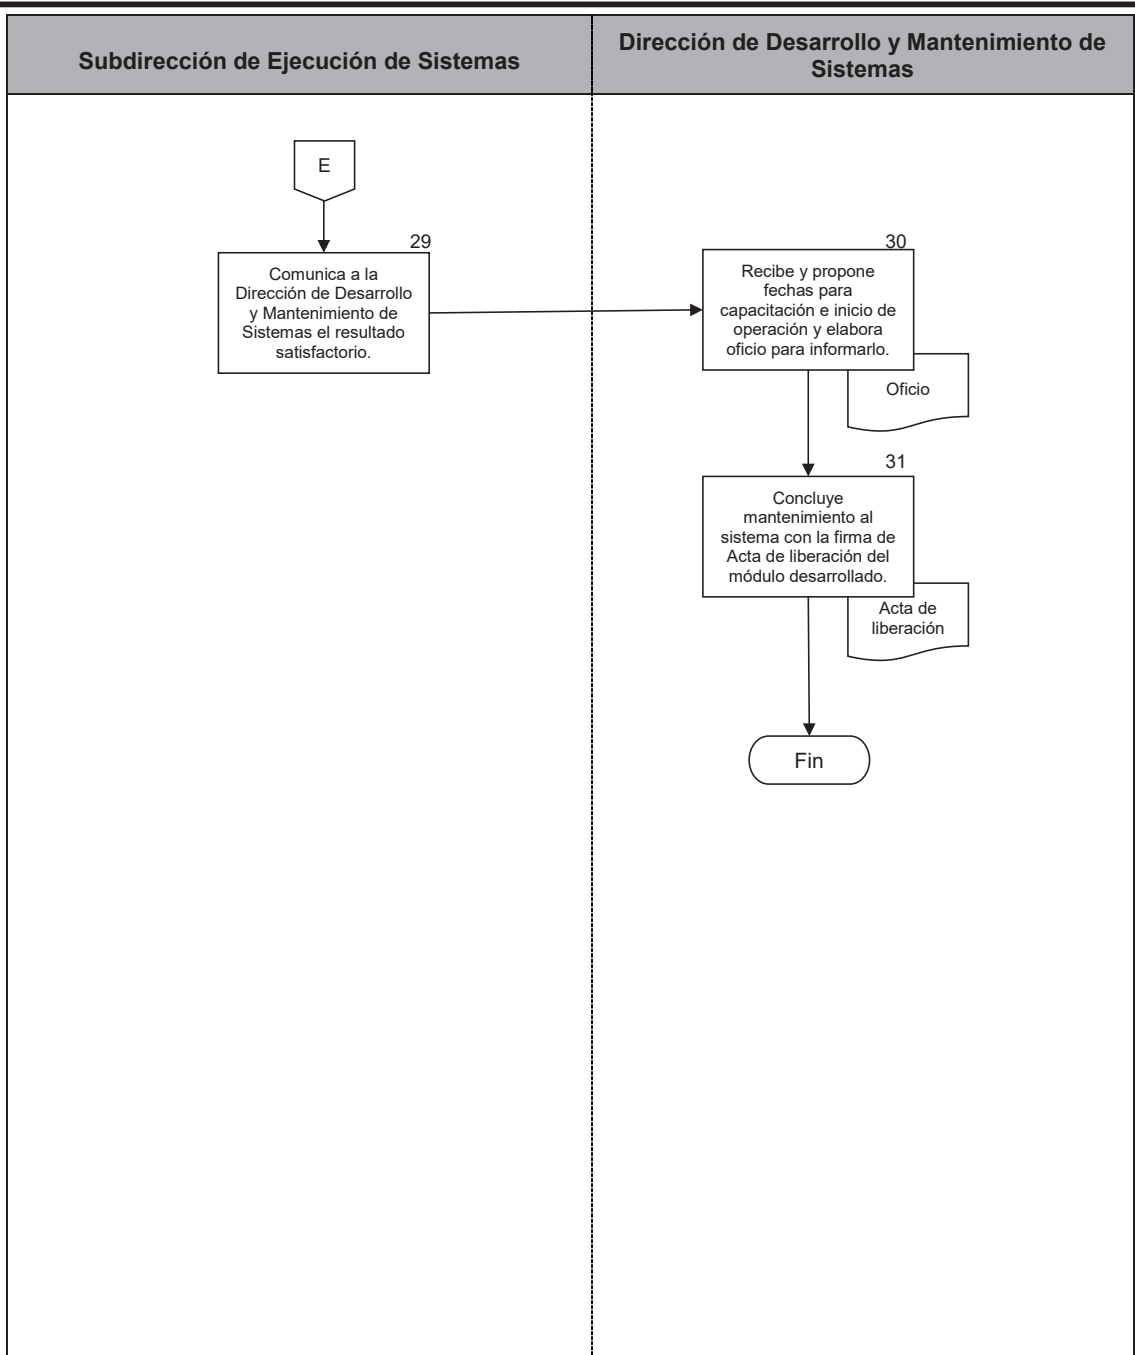 Subdirección de Ejecución de Sistemas
Dirección de Desarrollo y Mantenimiento de
Sistemas
E
29
Comunica a la
Dirección de Desarrollo
y Mantenimiento de
Sistemas el resultado
satisfactorio.
30
Recibe y propone
fechas para
capacitación e inicio de
operación y elabora
oficio para informarlo.
Oficio
31
Concluye
mantenimiento al
sistema con la firma de
Acta de liberación del
módulo desarrollado.
Acta de
liberación
Fin